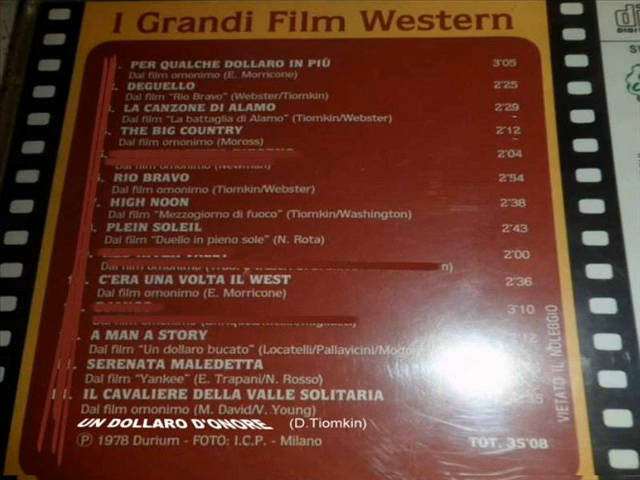 I Grandi Film Western
PER QUALCHE DOLLARO IN PIÙ 3'05
Dal film omonimo (E. Morricone)
DEGUELLO 2'25
Dal film "Rio Bravo" (Webster/Tiomkin)
LA CANZONE DI ALAMO 2'29
Dal film "La battaglia di Alamo" (Tiomkin/Webster)
THE BIG COUNTRY 2'12
Dal film omonimo (Moross)
2'04
Dal film omonimo (Newman)
RIO BRAVO 2'54
Dal film omonimo (Tiomkin/Webster)
HIGH NOON 2'38
Dal film "Mezzogiorno di fuoco" (Tiomkin/Washington)
PLEIN SOLEIL 2'43
Dal film "Duello in pieno sole" (N. Rota)
2'00
Dal film omonimo
C'ERA UNA VOLTA IL WEST 2'36
Dal film omonimo (E. Morricone)
3'10
Dal film omonimo
A MAN A STORY
Dal film "Un dollaro bucato" (Locatelli/Pallavicini/
SERENATA MALEDETTA
Dal film "Yankee" (E. Trapani/N. Rosso)
IL CAVALIERE DELLA VALLE SOLITARIA
Dal film omonimo (M. David/V. Young)
UN DOLLARO D'ONORE (D.Tiomkin)
℗ 1978 Durium - FOTO: I.C.P. - Milano TOT. 35'08
VIETATO IL NOLEGGIO